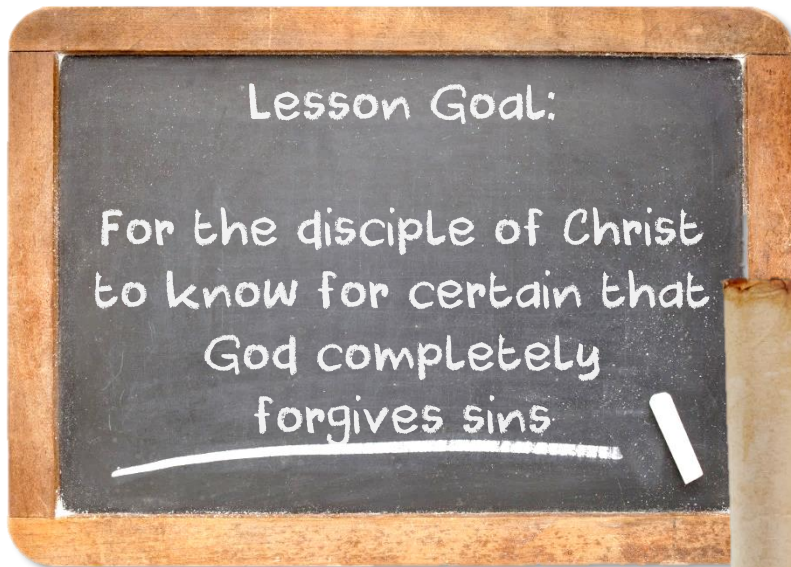 Lesson Goal:
For the disciple of Christ
to know for certain that
God completely
forgives sins